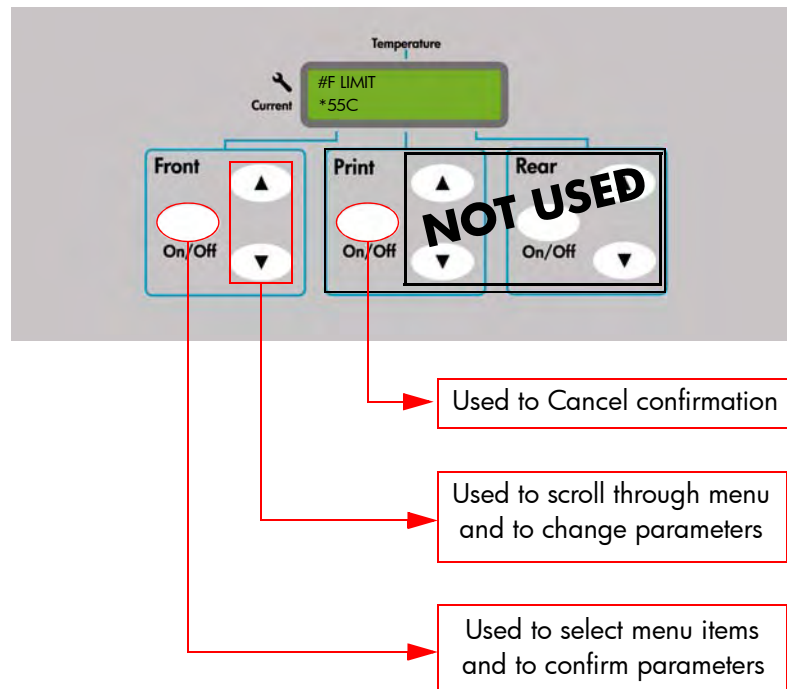 Temperature
Current
#F LIMIT
*55C
Front
On/Off
Print
On/Off
Rear
On/Off
NOT USED
Used to Cancel confirmation
Used to scroll through menu
and to change parameters
Used to select menu items
and to confirm parameters